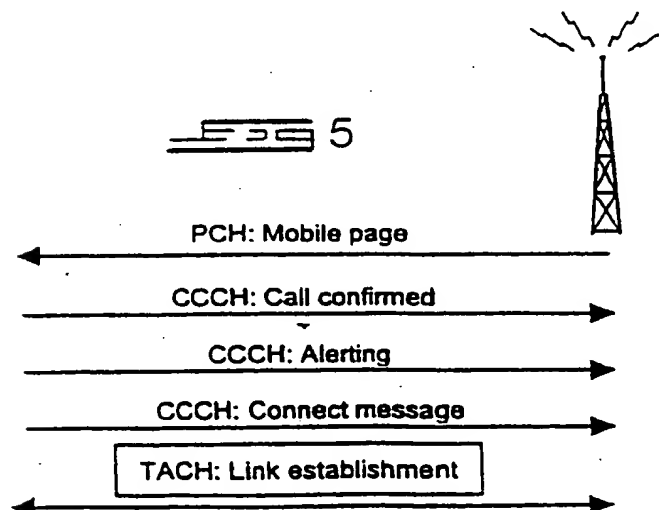 5
PCH: Mobile page
CCCH: Call confirmed
CCCH: Alerting
CCCH: Connect message
TACH: Link establishment